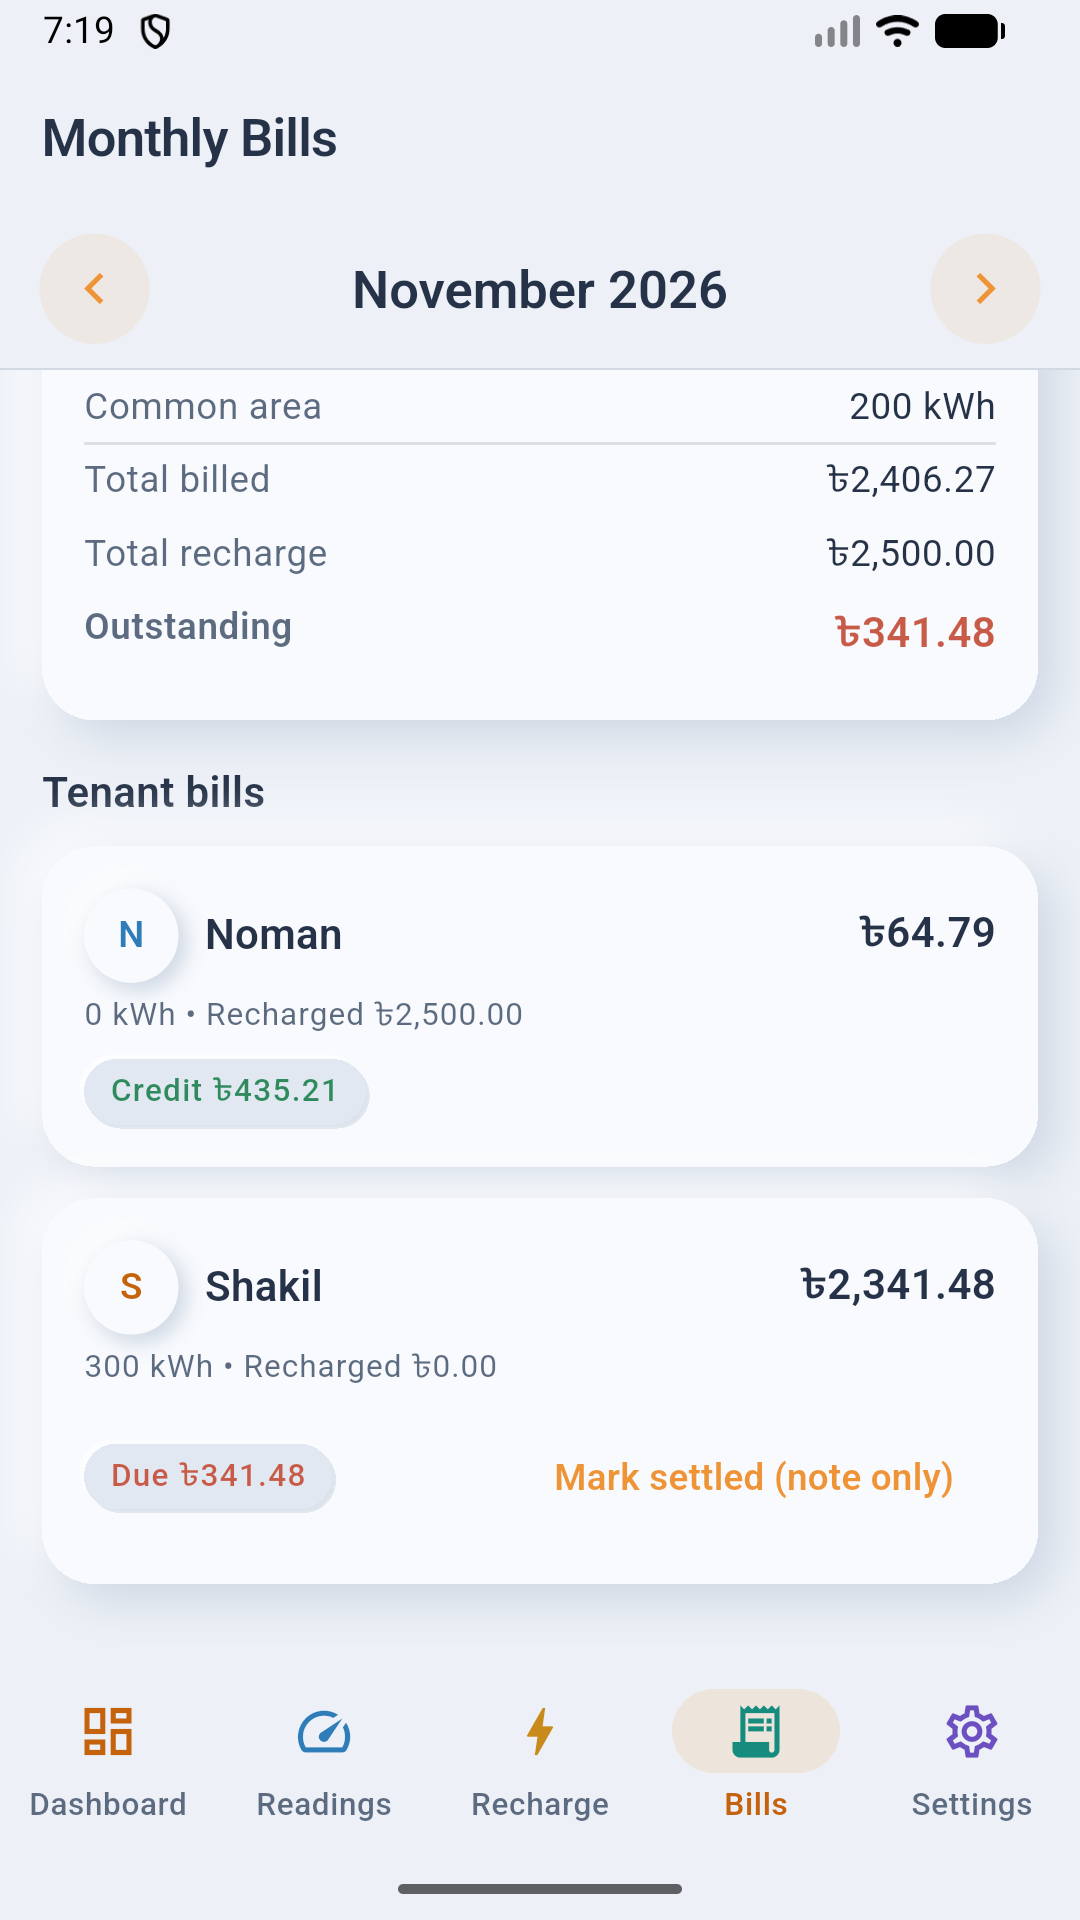 7:19
Monthly Bills
November 2026
Common area 200 kWh
Total billed ৳2,406.27
Total recharge ৳2,500.00
Outstanding ৳341.48
Tenant bills
N Noman ৳64.79
0 kWh • Recharged ৳2,500.00
Credit ৳435.21
S Shakil ৳2,341.48
300 kWh • Recharged ৳0.00
Due ৳341.48 Mark settled (note only)
Dashboard Readings Recharge Bills Settings